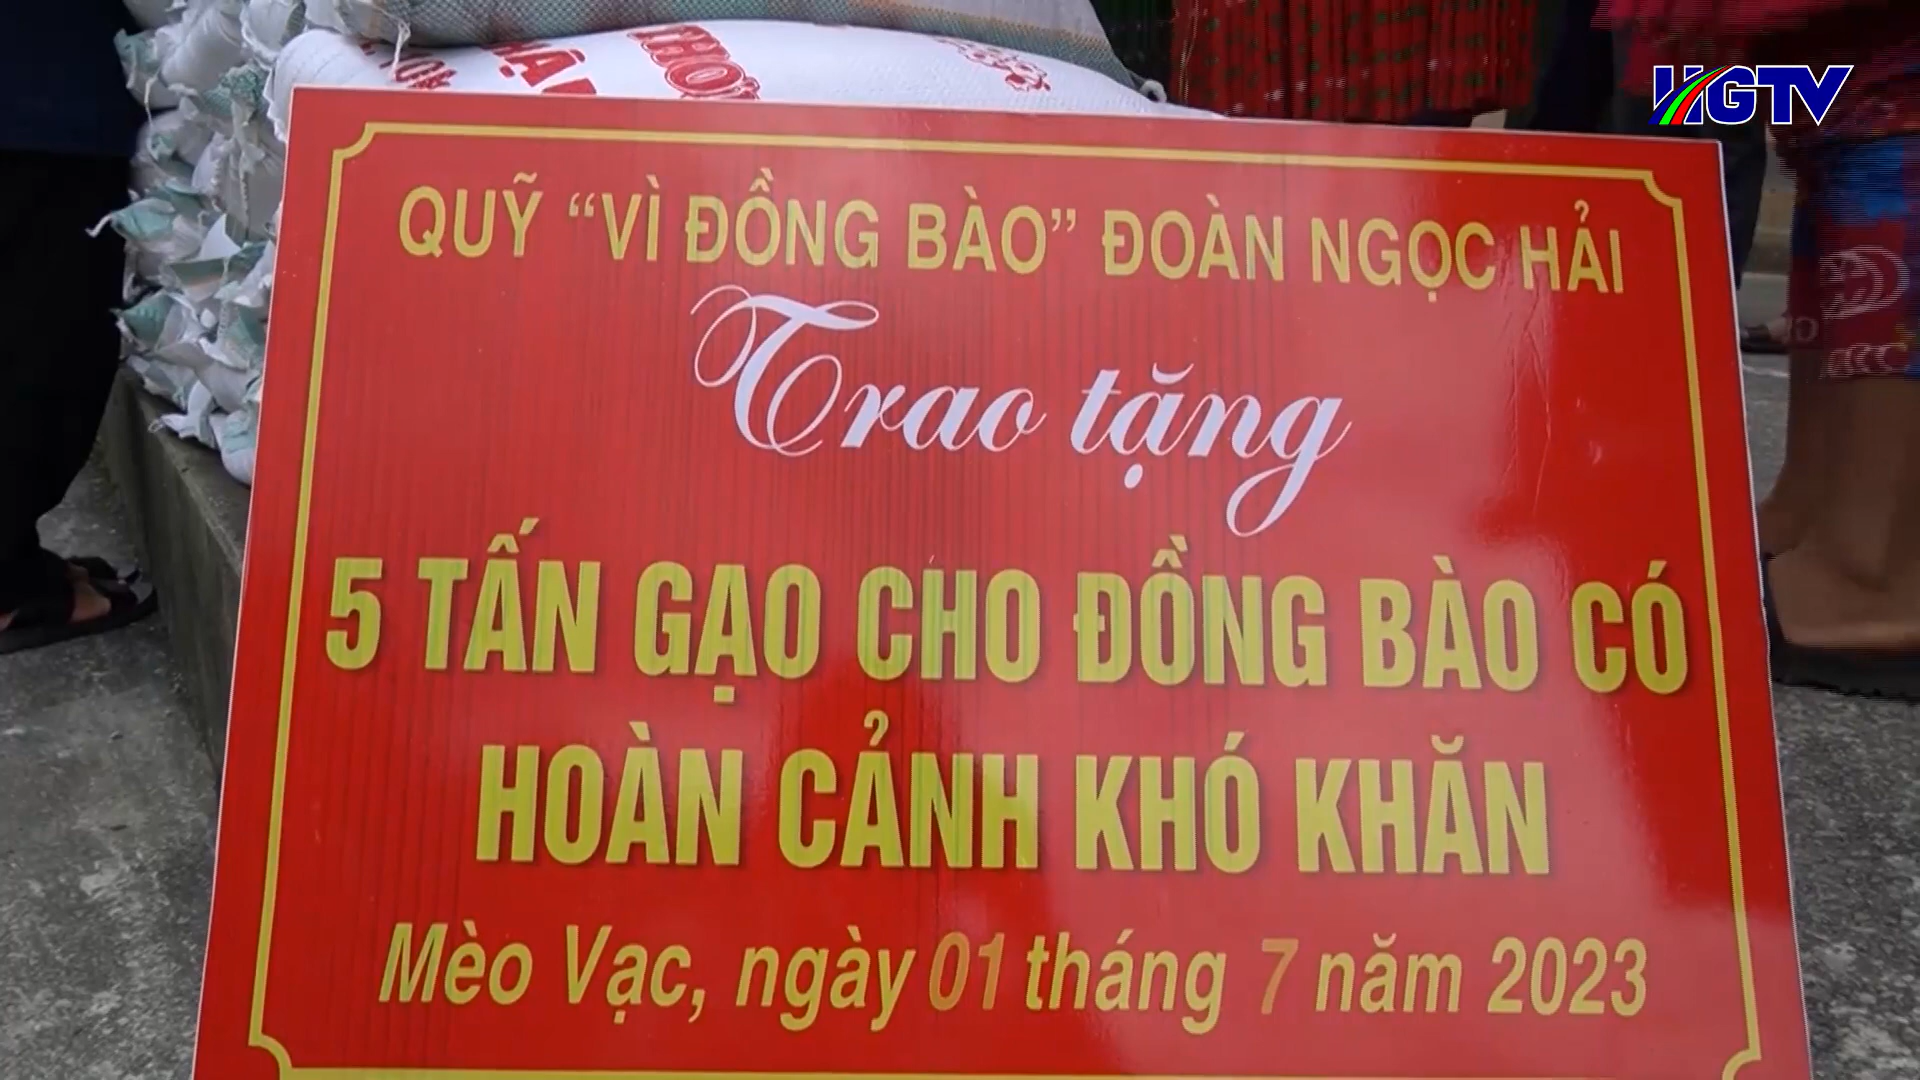 THƠM
HGTV
QUỸ “VÌ ĐỒNG BÀO” ĐOÀN NGỌC HẢI
Trao tặng
5 TẤN GẠO CHO ĐỒNG BÀO CÓ
HOÀN CẢNH KHÓ KHĂN
Mèo Vạc, ngày 01 tháng 7 năm 2023